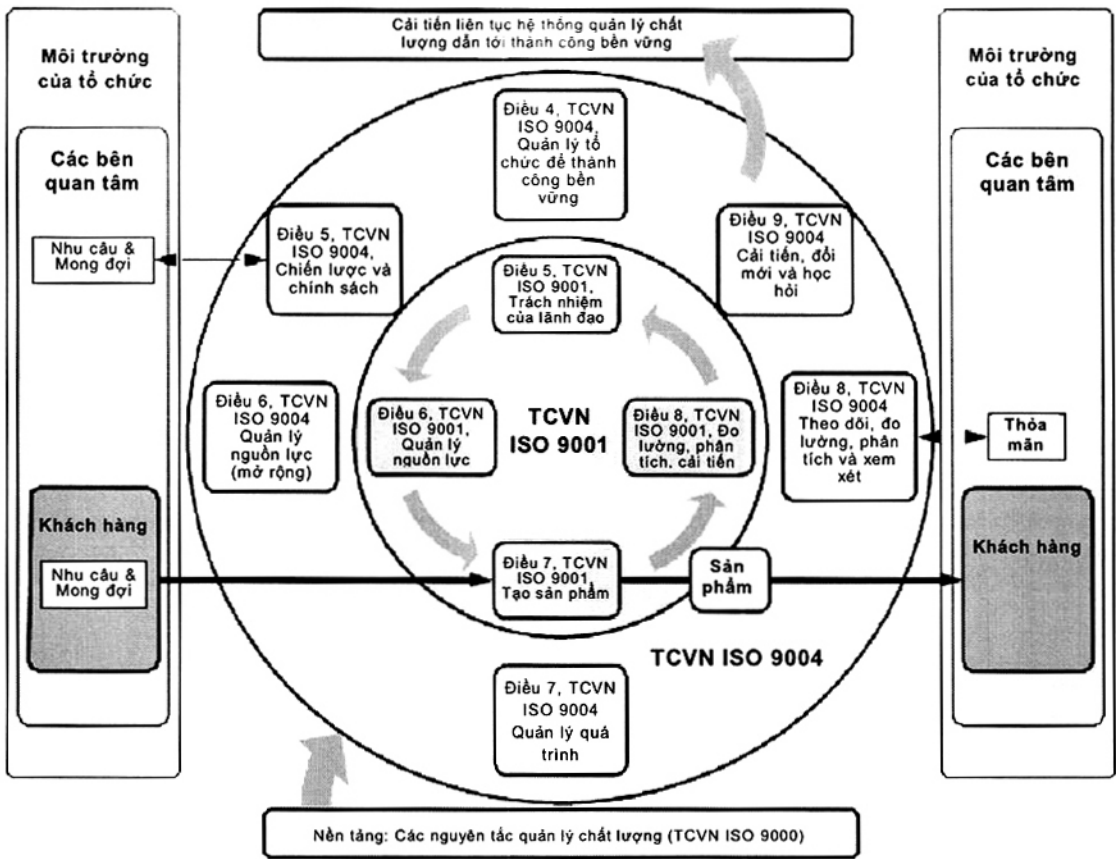 Cải tiến liên tục hệ thống quản lý chất
lượng dẫn tới thành công bền vững
Môi trường
của tổ chức
Các bên
quan tâm
Nhu cầu &
Mong đợi
Khách hàng
Nhu cầu &
Mong đợi
Điều 4, TCVN
ISO 9004,
Quản lý tổ
chức để thành
công bền
vững
Điều 5, TCVN
ISO 9004,
Chiến lược và
chính sách
Điều 9, TCVN
ISO 9004
Cải tiến, đổi
mới và học
hỏi
Điều 5, TCVN
ISO 9001,
Trách nhiệm
của lãnh đạo
Điều 6, TCVN
ISO 9004
Quản lý
nguồn lực
(mở rộng)
Điều 6, TCVN
ISO 9001,
Quản lý
nguồn lực
TCVN
ISO 9001
Điều 8, TCVN
ISO 9001, Đo
lường, phân
tích, cải tiến
Điều 8, TCVN
ISO 9004
Theo dõi, đo
lường, phân
tích và xem
xét
Điều 7, TCVN
ISO 9001
Tạo sản phẩm
Sản
phẩm
TCVN ISO 9004
Điều 7, TCVN
ISO 9004
Quản lý quá
trình
Môi trường
của tổ chức
Các bên
quan tâm
Thỏa
mãn
Khách hàng
Nền tảng: Các nguyên tắc quản lý chất lượng (TCVN ISO 9000)